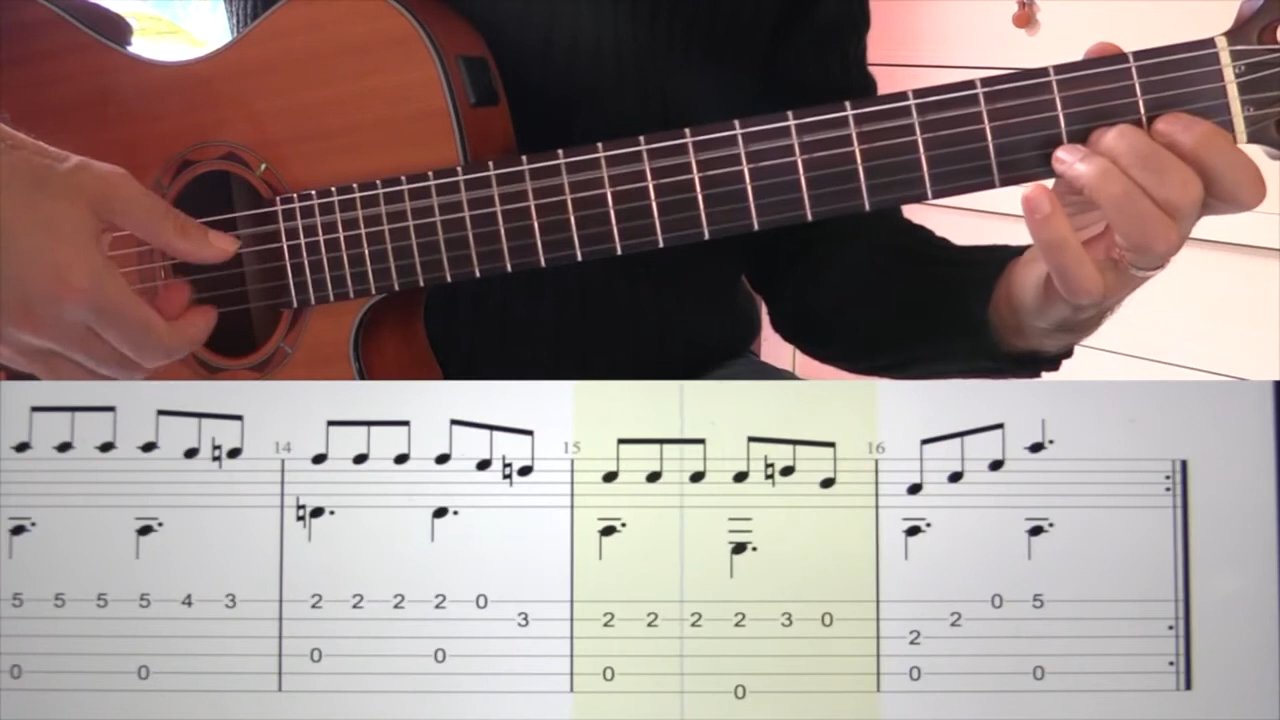 14 15 16
5 5 5 5 4 3 2 2 2 2 0 0 5
3 2 2 2 2 3 0 2
2
0 0
0 0 0 0 0
0